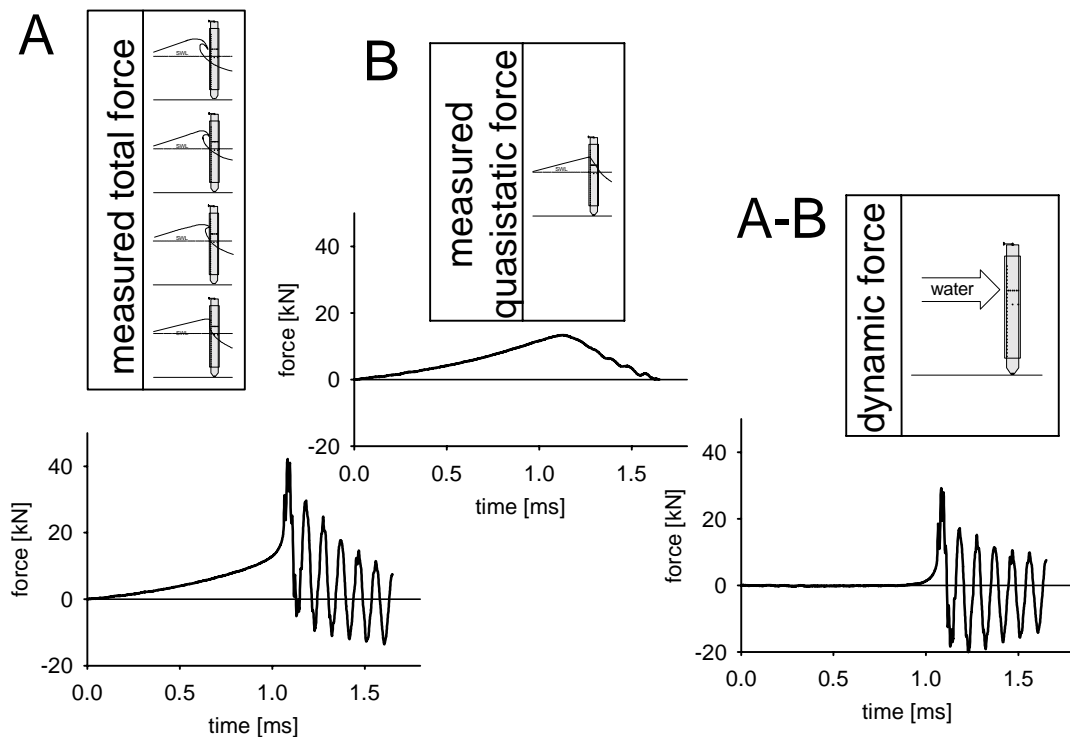 A
measured total force
SWL
SWL
SWL
SWL
B
measured
quasistatic force
SWL
A-B
dynamic force
water
force [kN]
40
20
0
-20
0.0 0.5 1.0 1.5
time [ms]
force [kN]
40
20
0
-20
0.0 0.5 1.0 1.5
time [ms]
force [kN]
40
20
0
-20
0.0 0.5 1.0 1.5
time [ms]